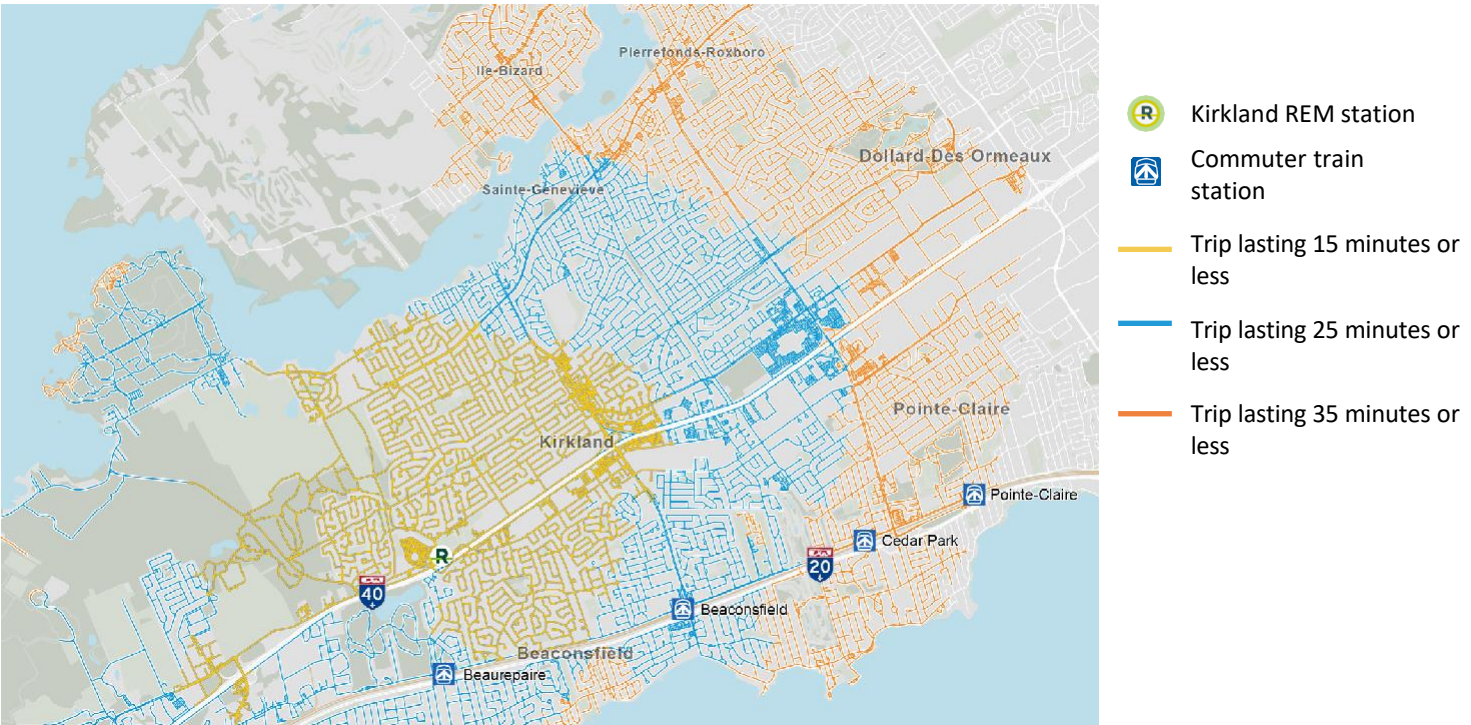 Pierrefonds-Roxboro
Ile-Bizard
Dollard-Des Ormeaux
Sainte-Geneviève
Pointe-Claire
Kirkland
Pointe-Claire
Cedar Park
R
20
40
Beaconsfield
Beaconsfield
Beaurepaire
R
Kirkland REM station
Commuter train
station
Trip lasting 15 minutes or
less
Trip lasting 25 minutes or
less
Trip lasting 35 minutes or
less